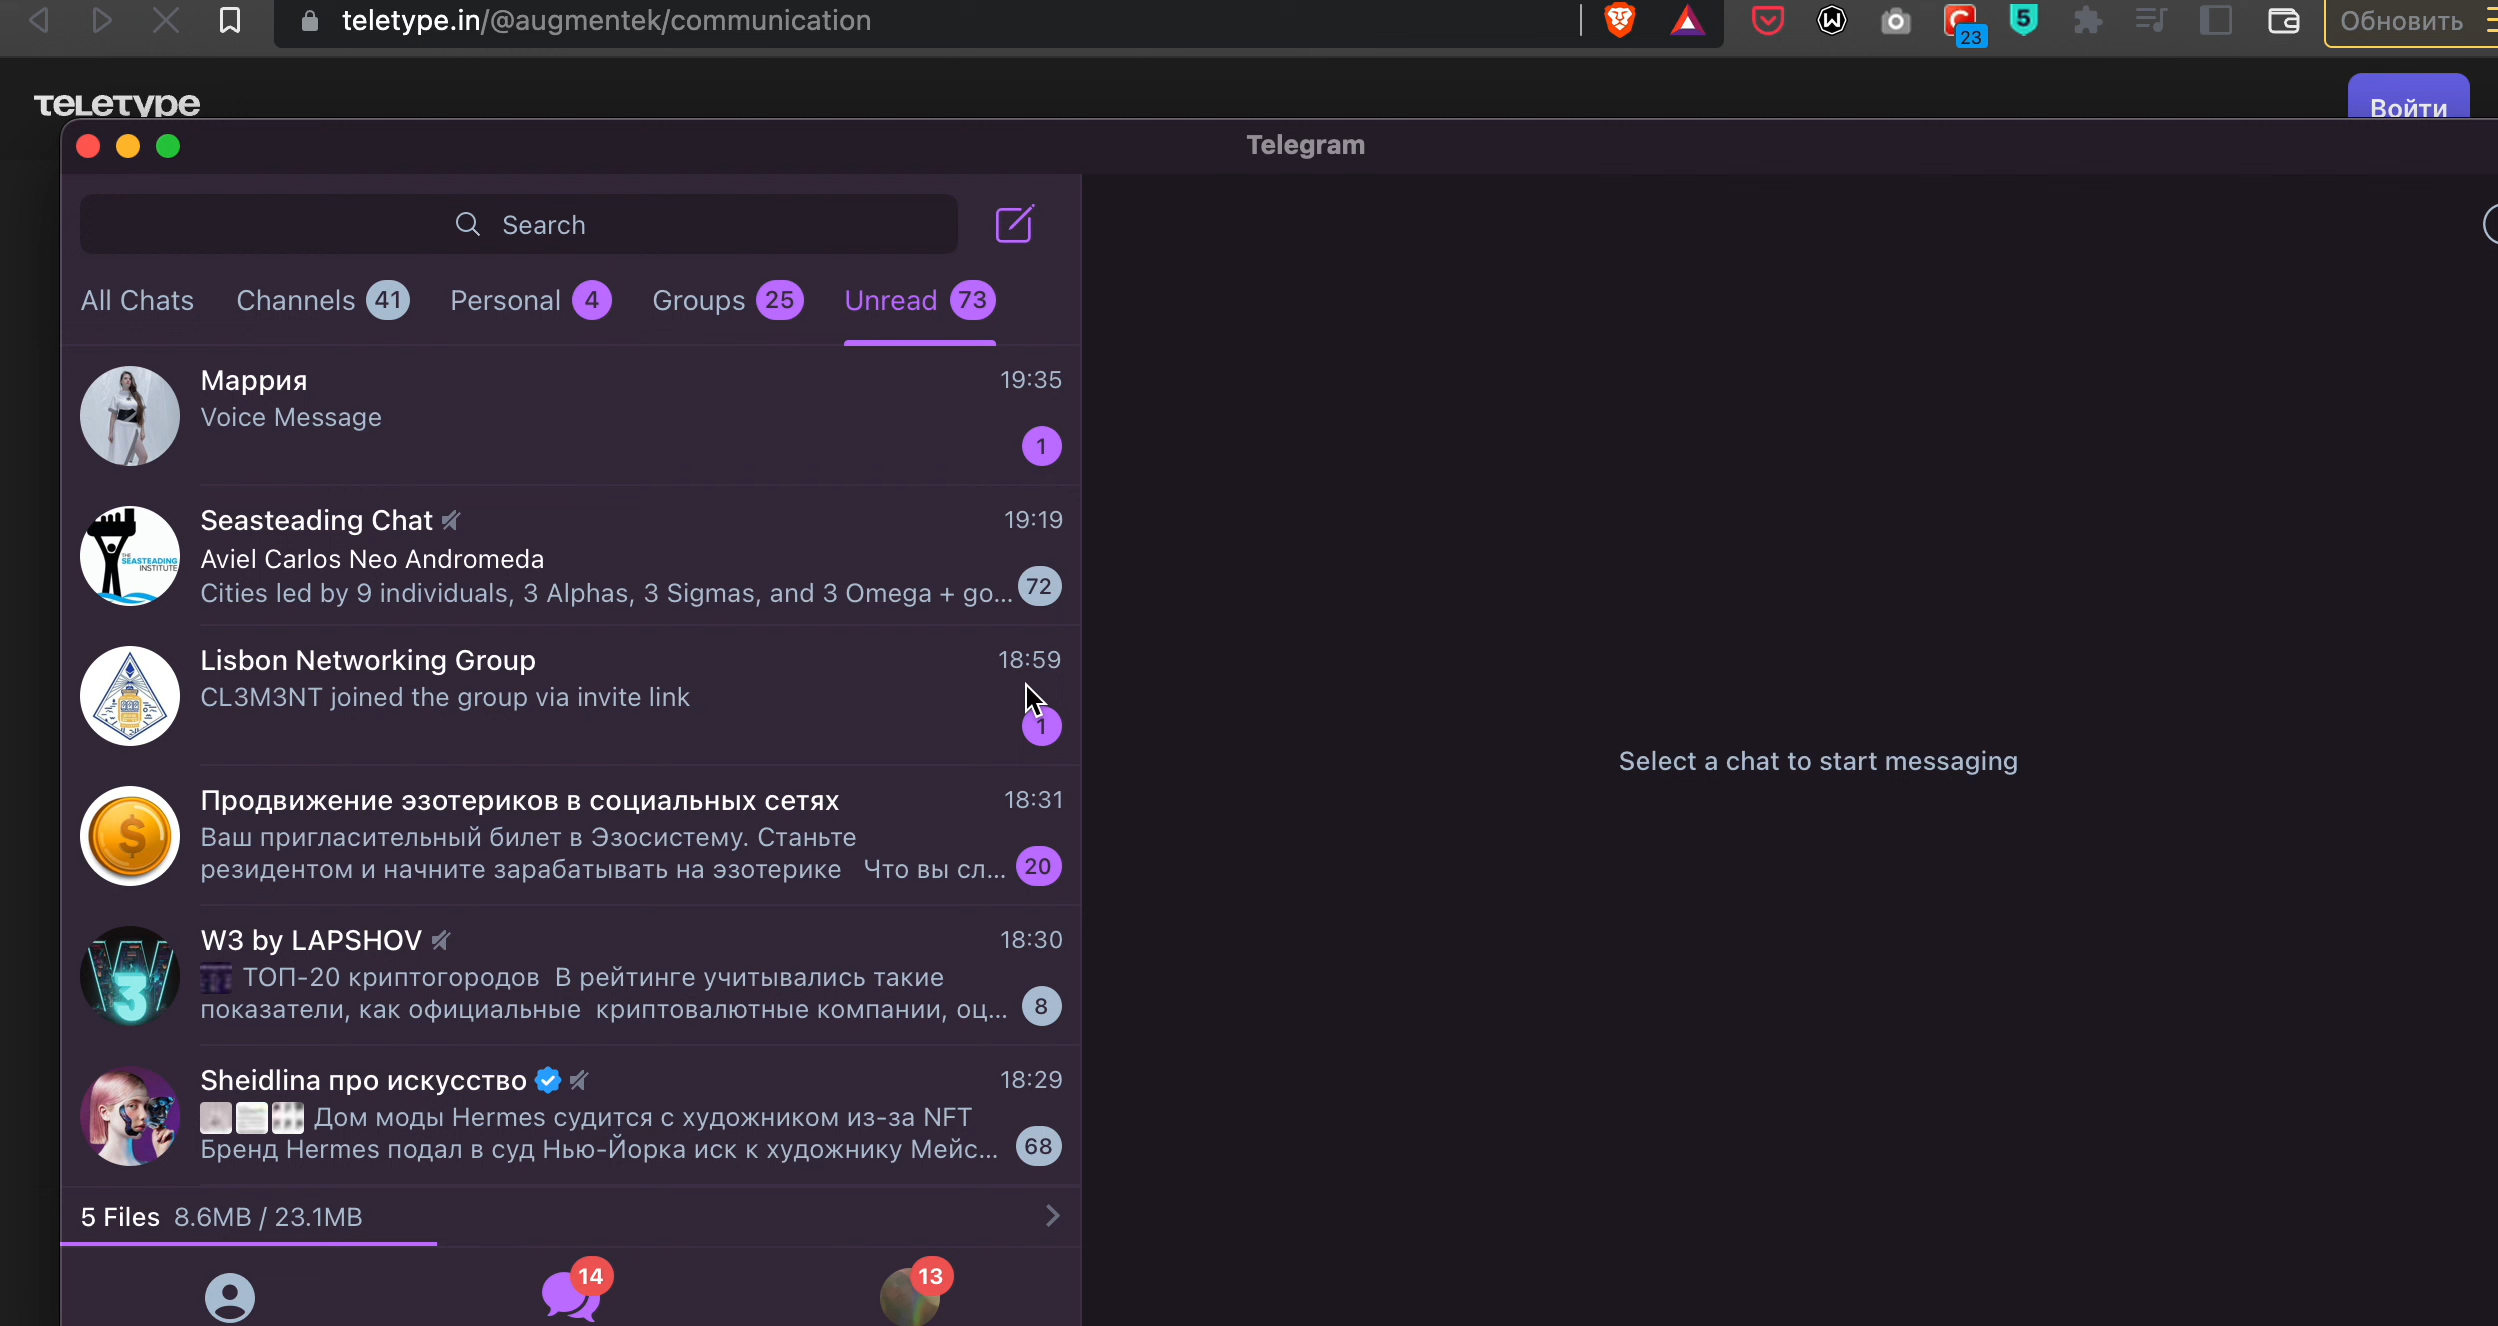 teletype.in/@augmentek/communication
23
5
Обновить
teletype
Войти
Telegram
Search
All Chats
Channels 41
Personal 4
Groups 25
Unread 73
Маррия 19:35
Voice Message
1
THE SEASTEADING INSTITUTE
Seasteading Chat 19:19
Aviel Carlos Neo Andromeda
Cities led by 9 individuals, 3 Alphas, 3 Sigmas, and 3 Omega + go... 72
Lisbon Networking Group 18:59
CL3M3NT joined the group via invite link
1
Продвижение эзотериков в социальных сетях 18:31
Ваш пригласительный билет в Эзосистему. Станьте
резидентом и начните зарабатывать на эзотерике Что вы сл... 20
W3 by LAPSHOV 18:30
ТОП-20 криптогородов В рейтинге учитывались такие
показатели, как официальные криптовалютные компании, оц... 8
Sheidlina про искусство 18:29
Дом моды Hermes судится с художником из-за NFT
Бренд Hermes подал в суд Нью-Йорка иск к художнику Мейс... 68
5 Files 8.6MB / 23.1MB
14
13
Select a chat to start messaging